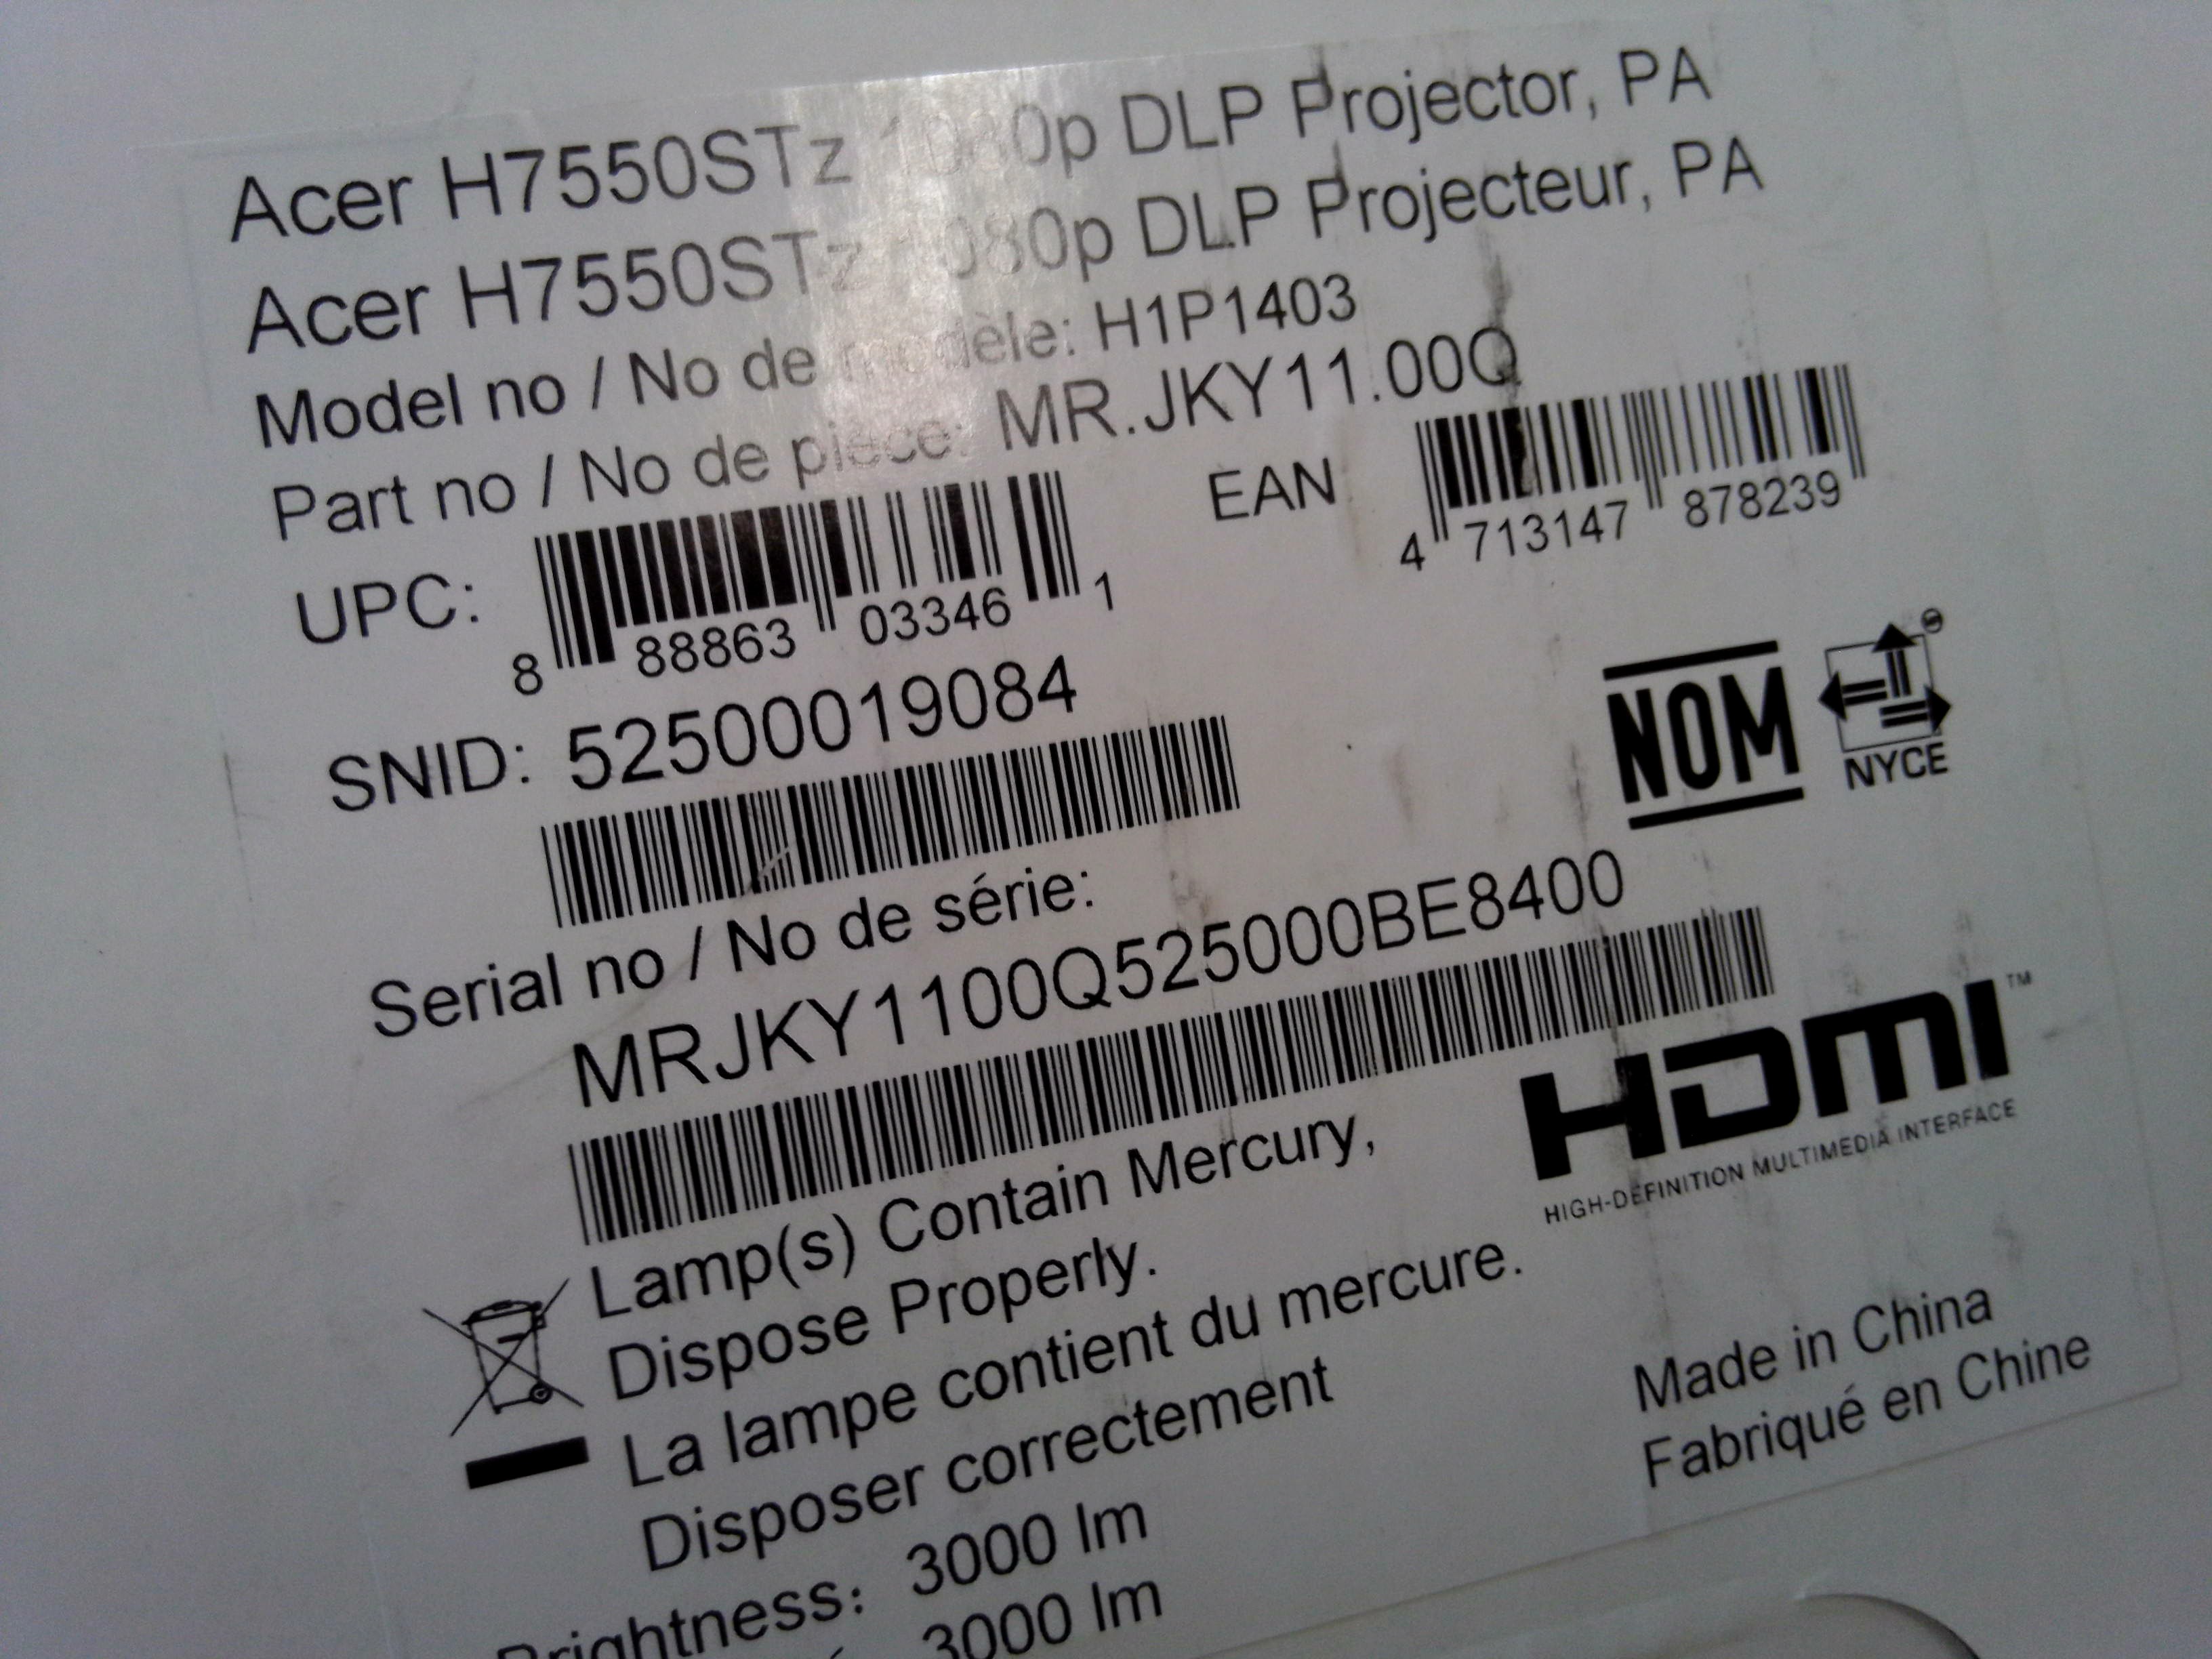 Acer H7550STz 1080p DLP Projector, PA
Acer H7550STz 1080p DLP Projecteur, PA
Model no / No de modèle: H1P1403
Part no / No de pièce: MR.JKY11.00Q
UPC: 8 88863 03346 1
EAN 4 713147 878239
SNID: 52500019084
NOM
NYCE
Serial no / No de série:
MRJKY1100Q525000BE8400
HDMI™
HIGH-DEFINITION MULTIMEDIA INTERFACE
Lamp(s) Contain Mercury,
Dispose Properly.
La lampe contient du mercure.
Disposer correctement
Made in China
Fabriqué en Chine
Brightness: 3000 lm
3000 lm